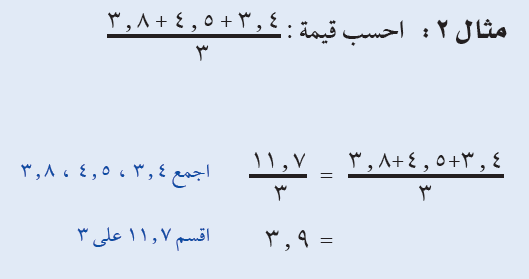 مثال ٢ : احسب قيمة : ٣,٨ + ٤,٥ + ٣,٤
٣
٣,٨+٤,٥+٣,٤ = ١١,٧ اجمع ٣,٤ ، ٤,٥ ، ٣,٨
٣ ٣
= ٣,٩ اقسم ١١,٧ على ٣